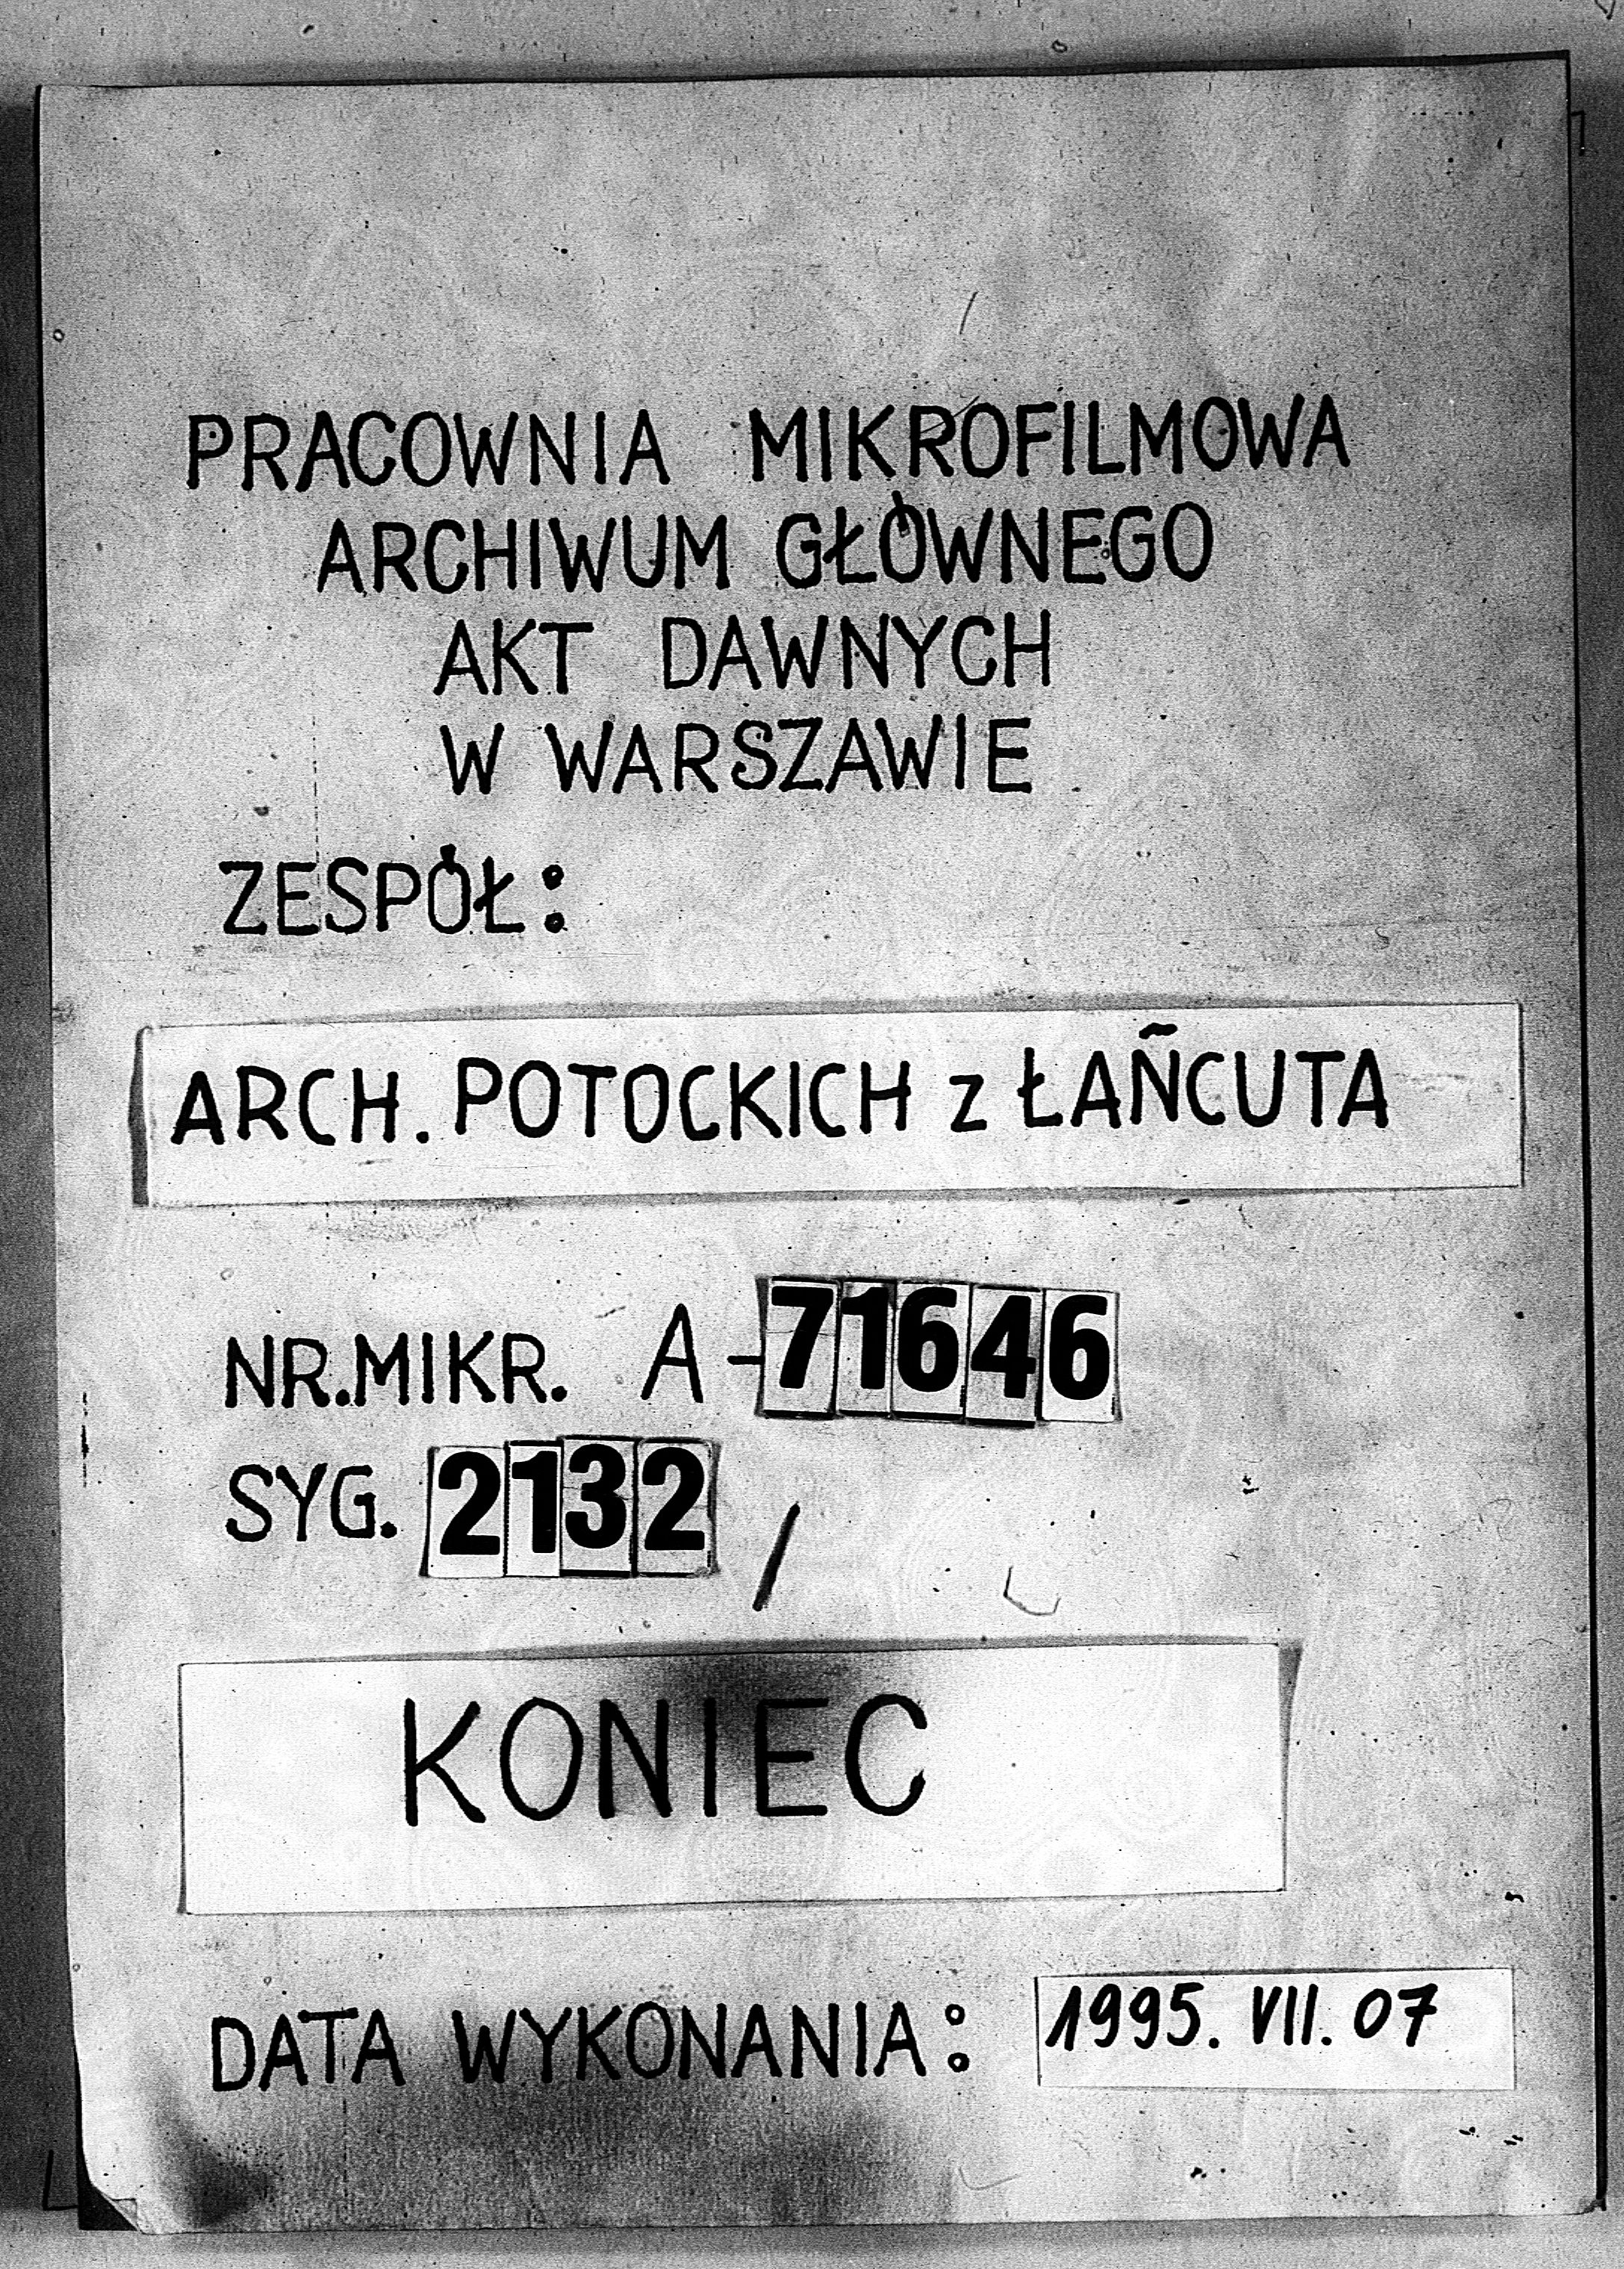 PRACOWNIA MIKROFILMOWA
ARCHIWUM GŁÓWNEGO
AKT DAWNYCH
W WARSZAWIE
ZESPÓŁ:
ARCH. POTOCKICH z ŁAŃCUTA
NR.MIKR. A-71646
SYG. 2132 /
KONIEC
DATA WYKONANIA: 1995. VII. 07